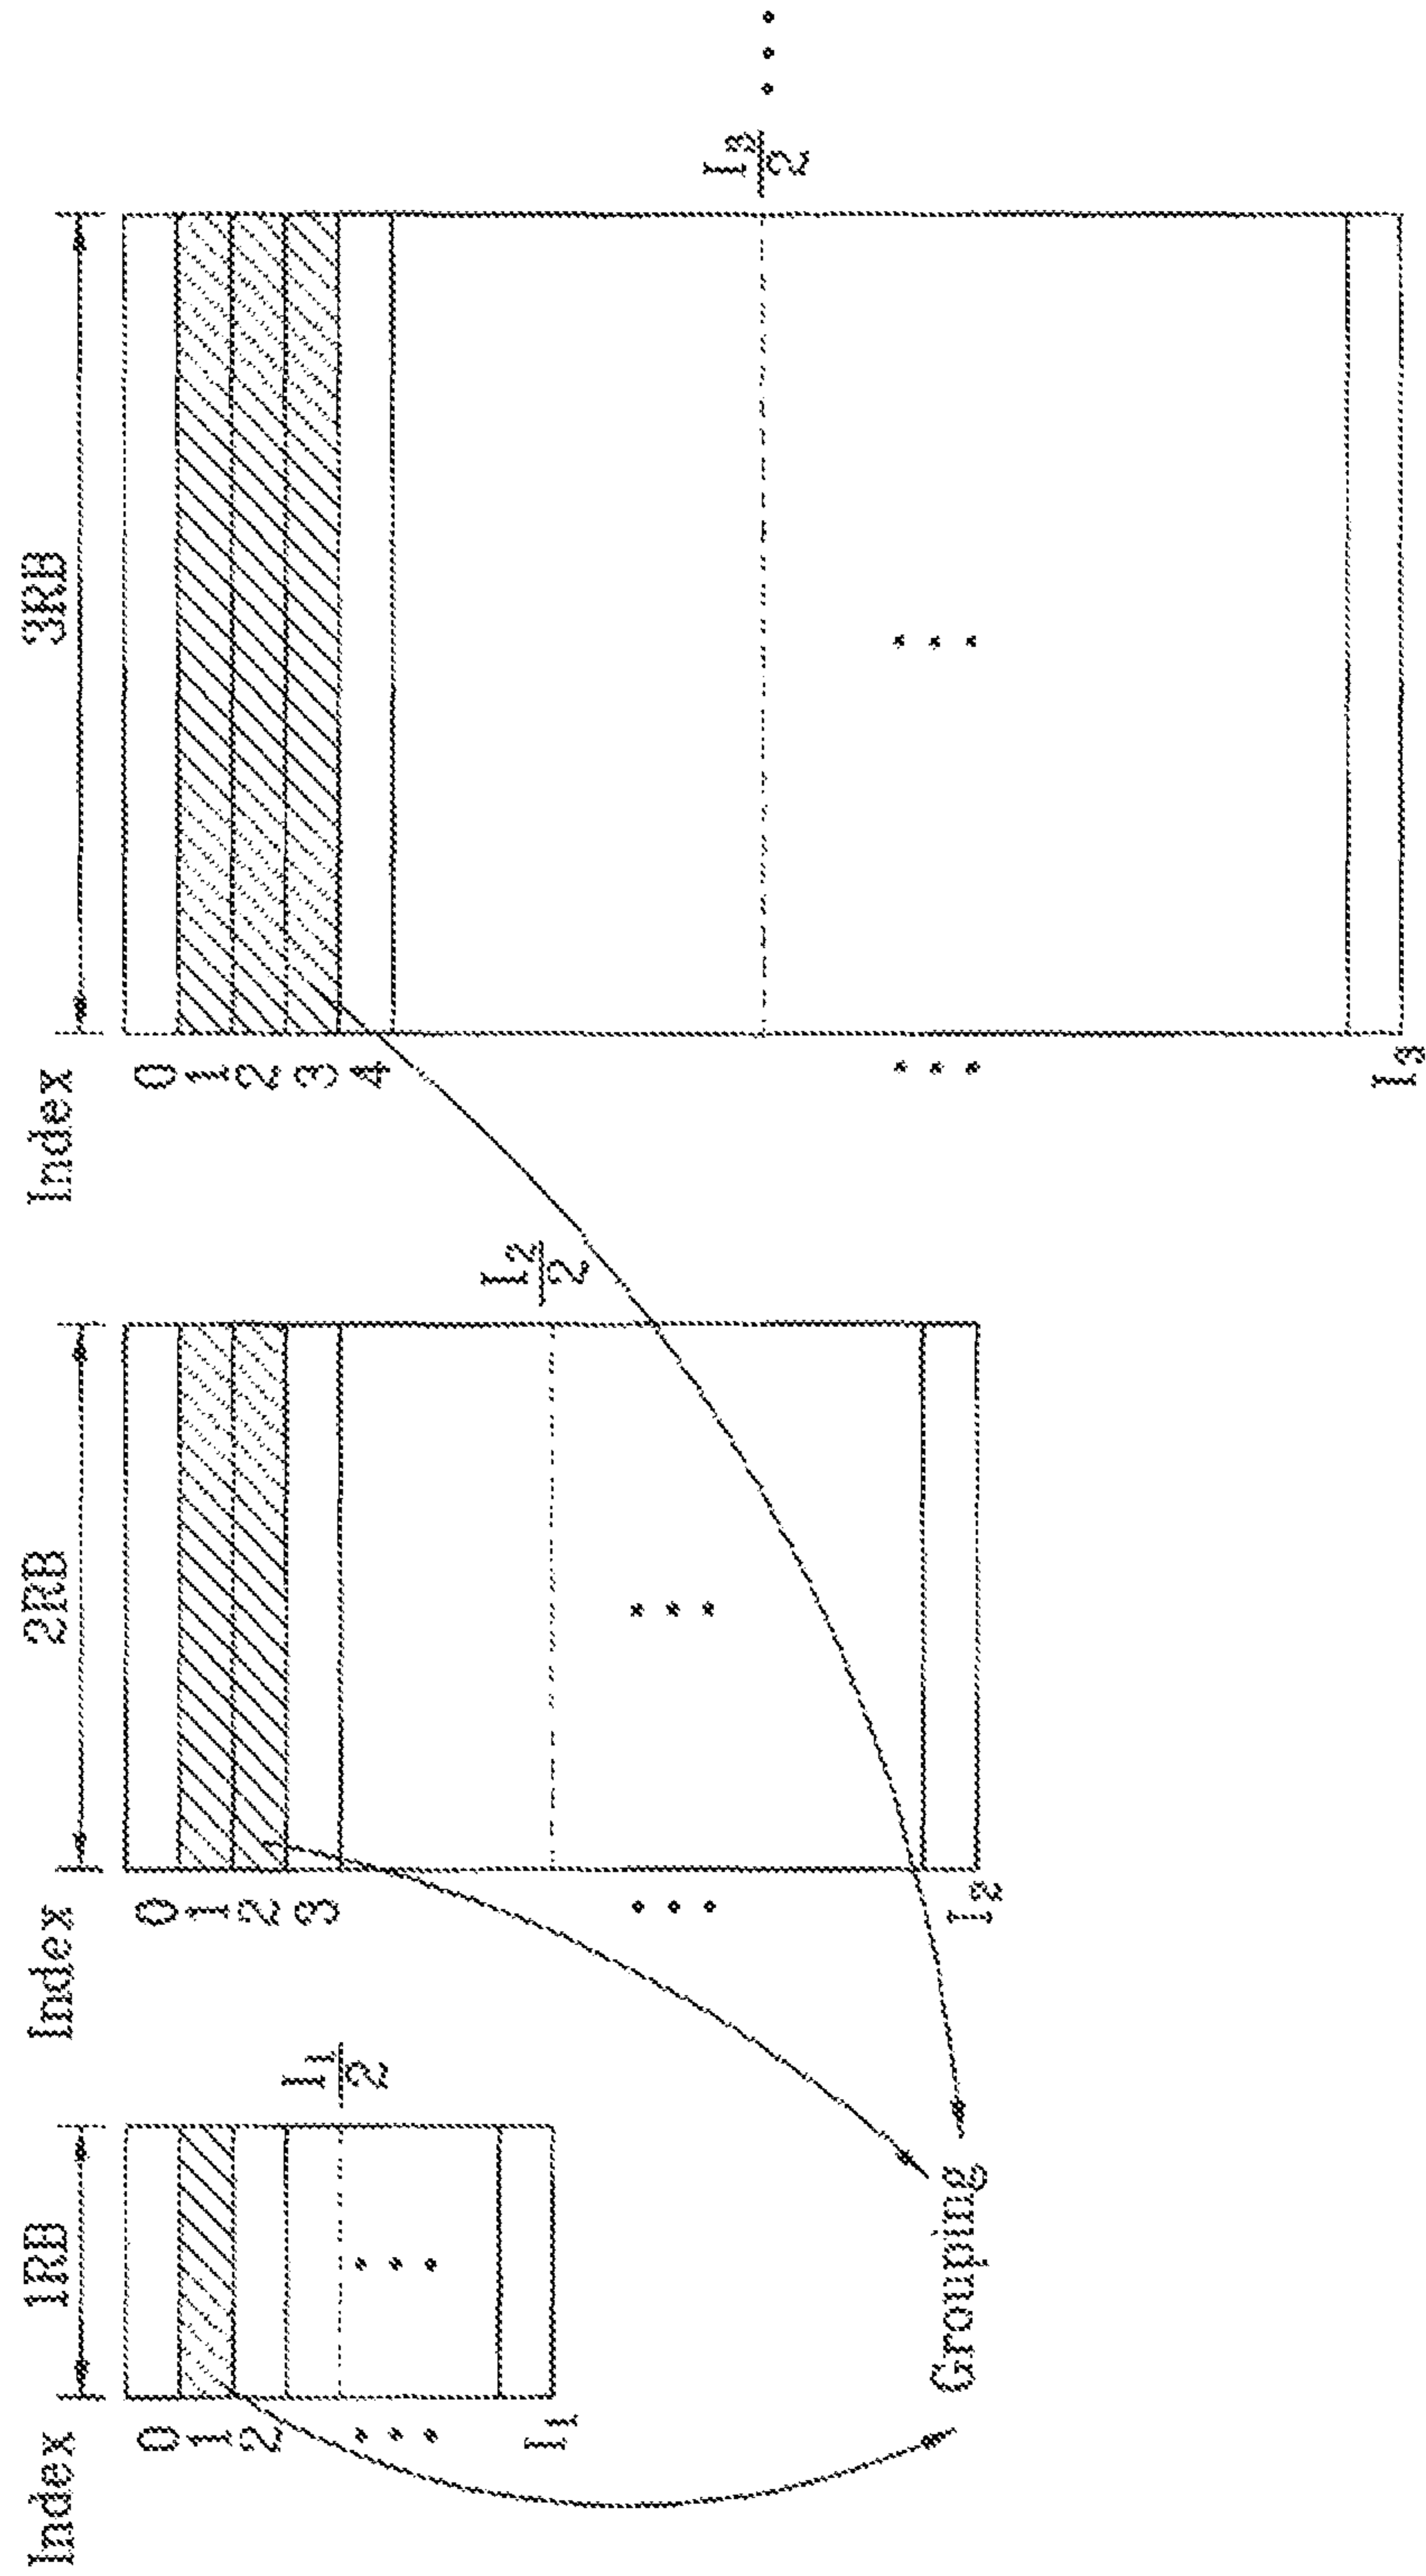 1RB
Index
0
1
2
• • •
l₁
l₁/2
2RB
Index
0
1
2
3
• • •
l₂
l₂/2
3RB
Index
0
1
2
3
4
• • •
l₃
l₃/2
• • •
Grouping